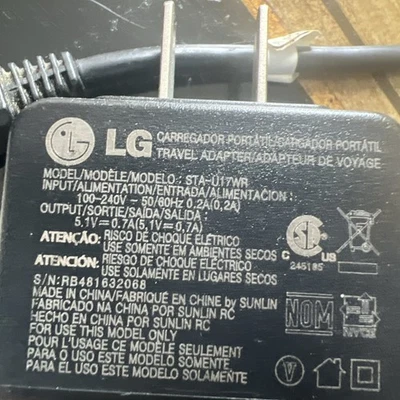 LG
CARREGADOR PORTÁTIL/CARGADOR PORTÁTIL
TRAVEL ADAPTER/ADAPTEUR DE VOYAGE
MODEL/MODÈLE/MODELO: STA-U17WR
INPUT/ALIMENTATION/ENTRADA/ALIMENTACION:
100-240V~50/60Hz 0.2A(0,2A)
OUTPUT/SORTIE/SAÍDA/SALIDA:
5.1V⎓0.7A(5,1V⎓0,7A)
ATENÇÃO: RISCO DE CHOQUE ELÉTRICO
USE SOMENTE EM AMBIENTES SECOS
ATENCIÓN: RIESGO DE CHOQUE ELÉCTRICO
USE SOLAMENTE EN LUGARES SECOS
C US
245185
S/N:RB481632068
MADE IN CHINA/FABRIQUÉ EN CHINE by SUNLIN
FABRICADO NA CHINA POR SUNLIN RC
HECHO EN CHINA POR SUNLIN RC
FOR USE THIS MODEL ONLY
POUR L'USAGE CE MODÈLE SEULEMENT
PARA O USO ESTE MODELO SOMENTE.
PARA EL USO ESTE MODELO SOLAMENTE
NOM
V